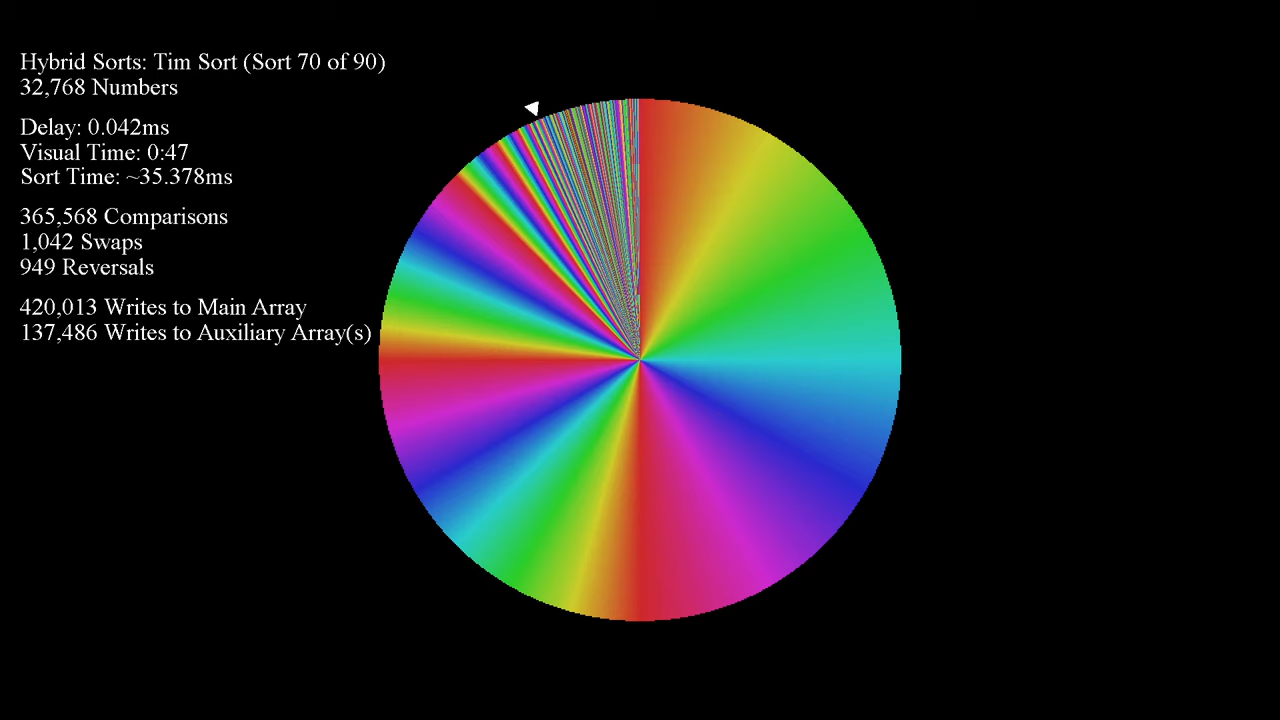 Hybrid Sorts: Tim Sort (Sort 70 of 90)
32,768 Numbers
Delay: 0.042ms
Visual Time: 0:47
Sort Time: ~35.378ms
365,568 Comparisons
1,042 Swaps
949 Reversals
420,013 Writes to Main Array
137,486 Writes to Auxiliary Array(s)